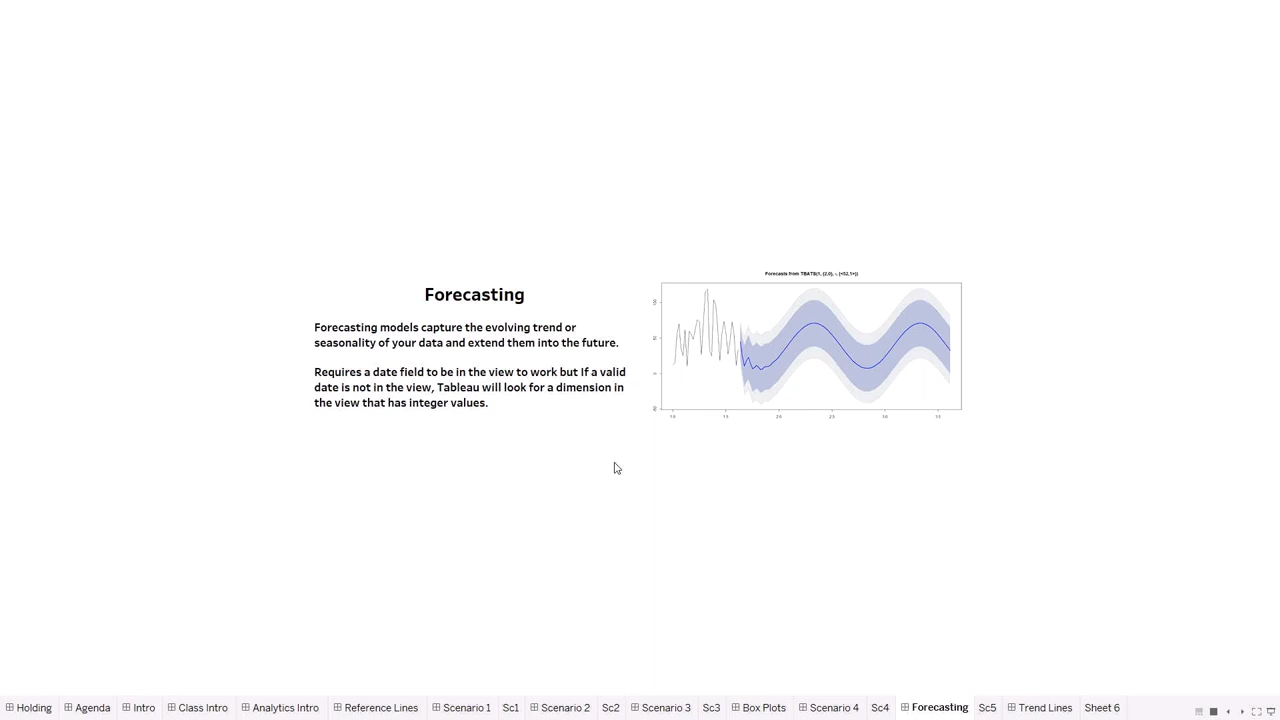 Forecasting
Forecasting models capture the evolving trend or
seasonality of your data and extend them into the future.
Requires a date field to be in the view to work but If a valid
date is not in the view, Tableau will look for a dimension in
the view that has integer values.
Holding Agenda Intro Class Intro Analytics Intro Reference Lines Scenario 1 Sc1 Scenario 2 Sc2 Scenario 3 Sc3 Box Plots Scenario 4 Sc4 Forecasting Sc5 Trend Lines Sheet 6